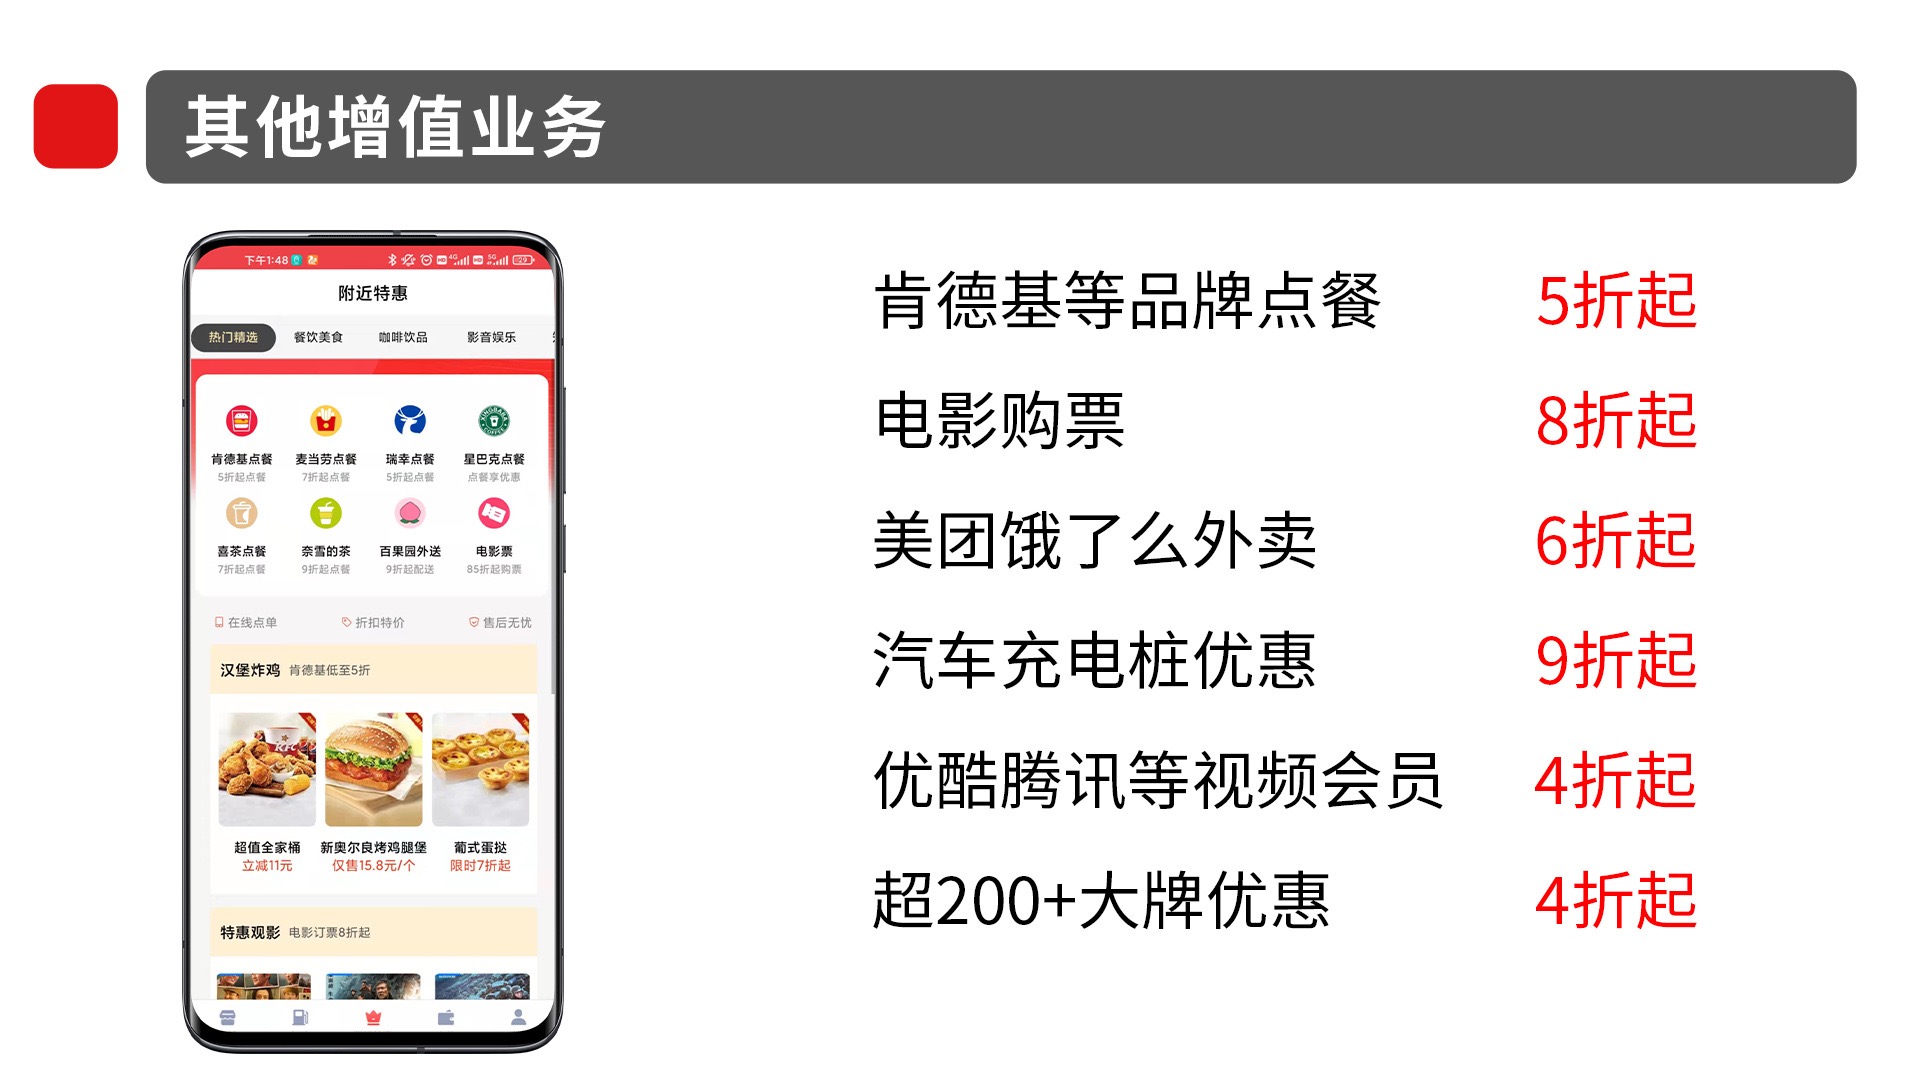 其他增值业务
下午1:48
附近特惠
热门精选 餐饮美食 咖啡饮品 影音娱乐
肯德基点餐 麦当劳点餐 瑞幸点餐 星巴克点餐
5折起点餐 7折起点餐 5折起点餐 点餐享优惠
喜茶点餐 奈雪的茶 百果园外送 电影票
7折起点餐 9折起点餐 9折起配送 85折起购票
在线点单 折扣特价 售后无忧
汉堡炸鸡 肯德基低至5折
KFC
超值全家桶 新奥尔良烤鸡腿堡 葡式蛋挞
立减11元 仅售15.8元/个 限时7折起
特惠观影 电影订票8折起
肯德基等品牌点餐 5折起
电影购票 8折起
美团饿了么外卖 6折起
汽车充电桩优惠 9折起
优酷腾讯等视频会员 4折起
超200+大牌优惠 4折起